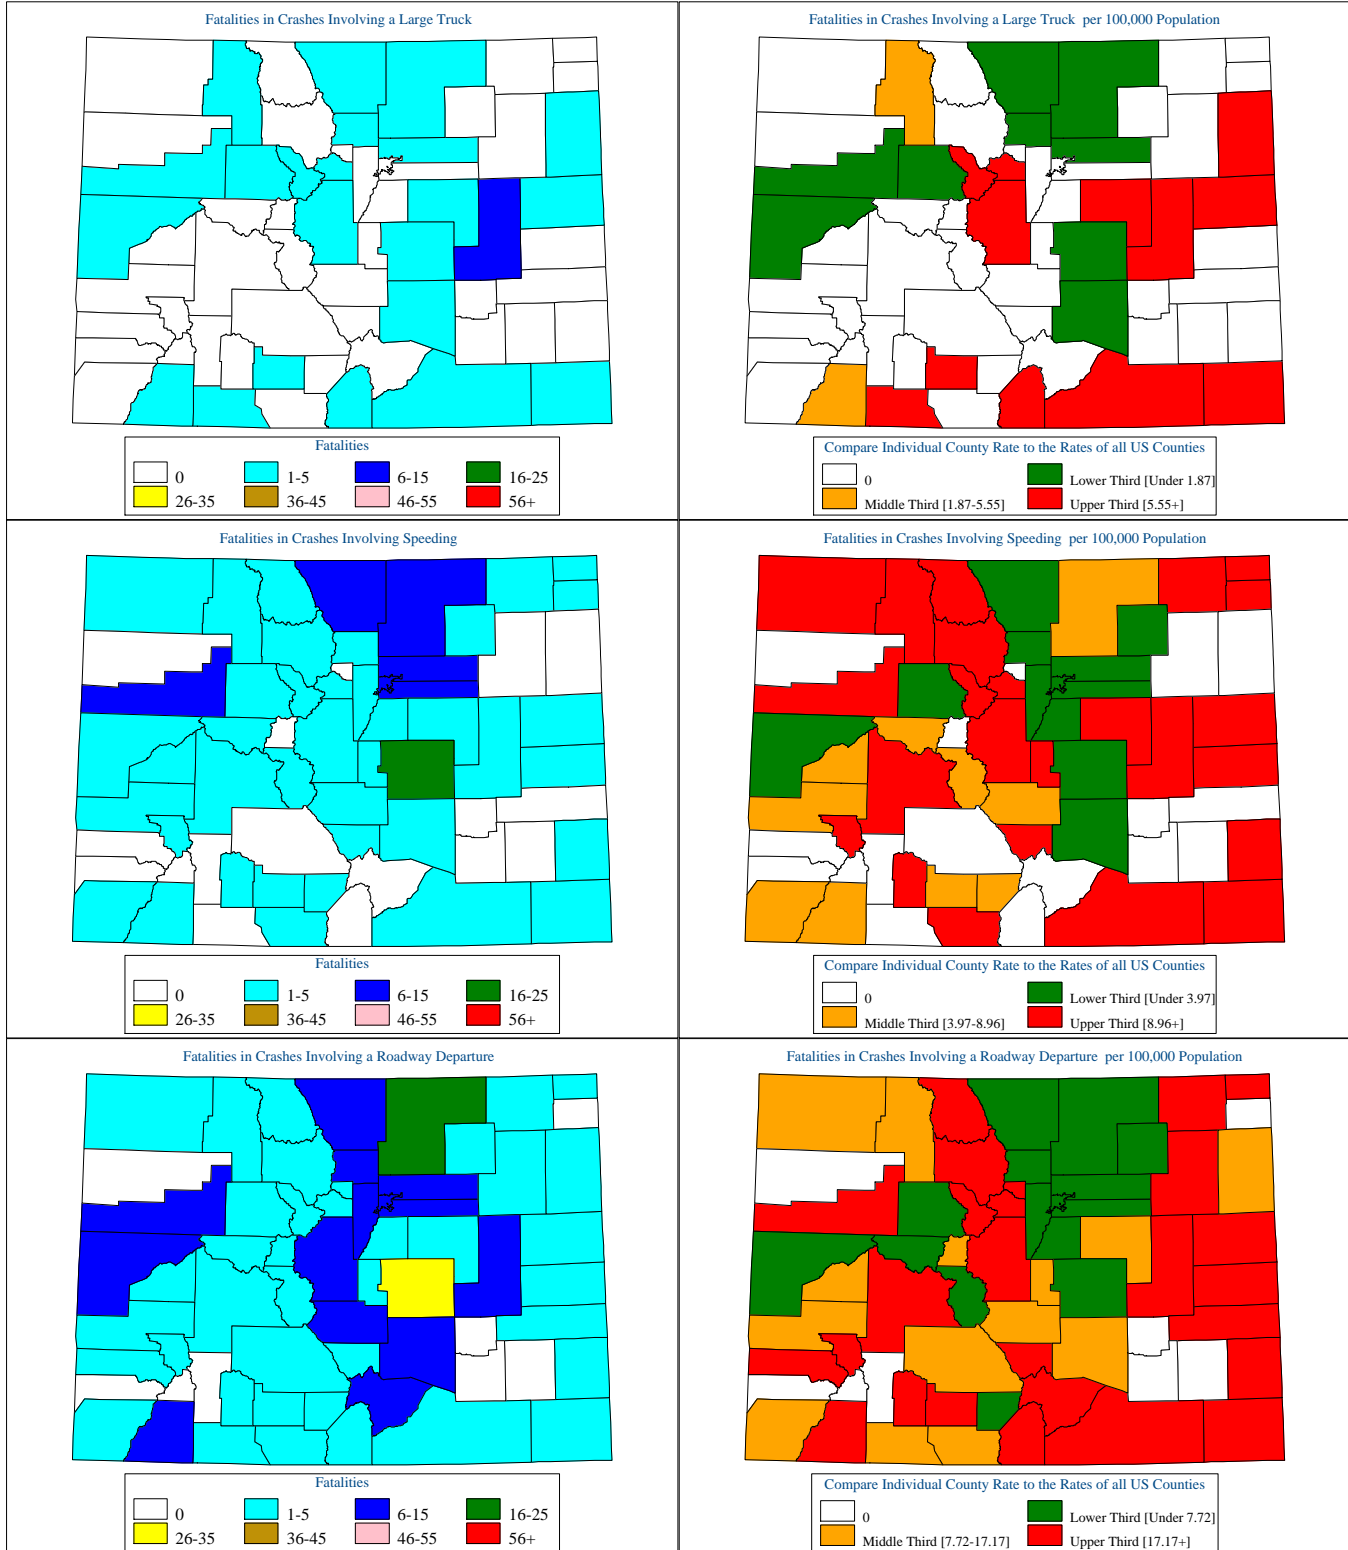 Fatalities in Crashes Involving a Large Truck
Fatalities
0
1-5
6-15
16-25
26-35
36-45
46-55
56+
Fatalities in Crashes Involving a Large Truck per 100,000 Population
Compare Individual County Rate to the Rates of all US Counties
0
Lower Third [Under 1.87]
Middle Third [1.87-5.55]
Upper Third [5.55+]
Fatalities in Crashes Involving Speeding
Fatalities
0
1-5
6-15
16-25
26-35
36-45
46-55
56+
Fatalities in Crashes Involving Speeding per 100,000 Population
Compare Individual County Rate to the Rates of all US Counties
0
Lower Third [Under 3.97]
Middle Third [3.97-8.96]
Upper Third [8.96+]
Fatalities in Crashes Involving a Roadway Departure
Fatalities
0
1-5
6-15
16-25
26-35
36-45
46-55
56+
Fatalities in Crashes Involving a Roadway Departure per 100,000 Population
Compare Individual County Rate to the Rates of all US Counties
0
Lower Third [Under 7.72]
Middle Third [7.72-17.17]
Upper Third [17.17+]